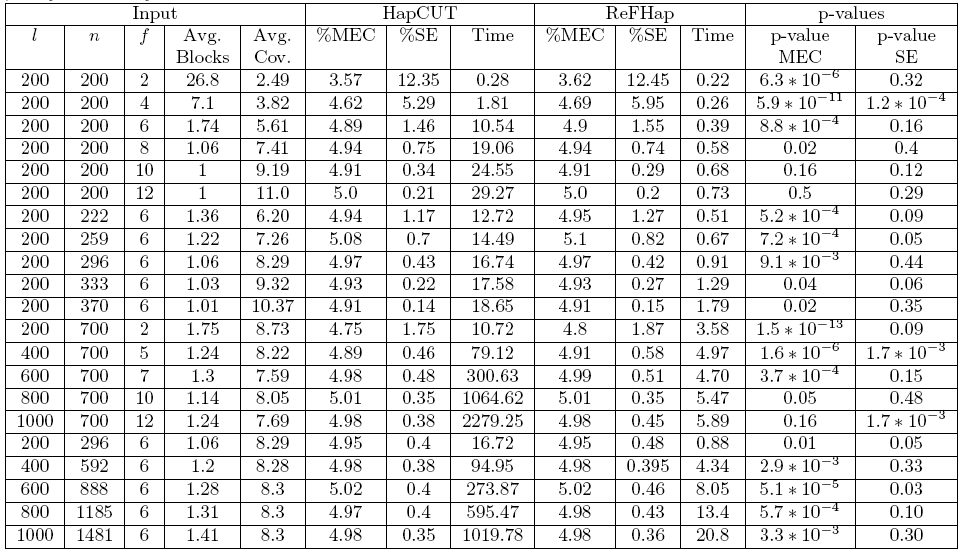 Input HapCUT ReFHap p-values
l n f Avg. Avg. %MEC %SE Time %MEC %SE Time p-value p-value
Blocks Cov. MEC SE
200 200 2 26.8 2.49 3.57 12.35 0.28 3.62 12.45 0.22 6.3 ∗ 10⁻⁶ 0.32
200 200 4 7.1 3.82 4.62 5.29 1.81 4.69 5.95 0.26 5.9 ∗ 10⁻¹¹ 1.2 ∗ 10⁻⁴
200 200 6 1.74 5.61 4.89 1.46 10.54 4.9 1.55 0.39 8.8 ∗ 10⁻⁴ 0.16
200 200 8 1.06 7.41 4.94 0.75 19.06 4.94 0.74 0.58 0.02 0.4
200 200 10 1 9.19 4.91 0.34 24.55 4.91 0.29 0.68 0.16 0.12
200 200 12 1 11.0 5.0 0.21 29.27 5.0 0.2 0.73 0.5 0.29
200 222 6 1.36 6.20 4.94 1.17 12.72 4.95 1.27 0.51 5.2 ∗ 10⁻⁴ 0.09
200 259 6 1.22 7.26 5.08 0.7 14.49 5.1 0.82 0.67 7.2 ∗ 10⁻⁴ 0.05
200 296 6 1.06 8.29 4.97 0.43 16.74 4.97 0.42 0.91 9.1 ∗ 10⁻³ 0.44
200 333 6 1.03 9.32 4.93 0.22 17.58 4.93 0.27 1.29 0.04 0.06
200 370 6 1.01 10.37 4.91 0.14 18.65 4.91 0.15 1.79 0.02 0.35
200 700 2 1.75 8.73 4.75 1.75 10.72 4.8 1.87 3.58 1.5 ∗ 10⁻¹³ 0.09
400 700 5 1.24 8.22 4.89 0.46 79.12 4.91 0.58 4.97 1.6 ∗ 10⁻⁶ 1.7 ∗ 10⁻³
600 700 7 1.3 7.59 4.98 0.48 300.63 4.99 0.51 4.70 3.7 ∗ 10⁻⁴ 0.15
800 700 10 1.14 8.05 5.01 0.35 1064.62 5.01 0.35 5.47 0.05 0.48
1000 700 12 1.24 7.69 4.98 0.38 2279.25 4.98 0.45 5.89 0.16 1.7 ∗ 10⁻³
200 296 6 1.06 8.29 4.95 0.4 16.72 4.95 0.48 0.88 0.01 0.05
400 592 6 1.2 8.28 4.98 0.38 94.95 4.98 0.395 4.34 2.9 ∗ 10⁻³ 0.33
600 888 6 1.28 8.3 5.02 0.4 273.87 5.02 0.46 8.05 5.1 ∗ 10⁻⁵ 0.03
800 1185 6 1.31 8.3 4.97 0.4 595.47 4.98 0.43 13.4 5.7 ∗ 10⁻⁴ 0.10
1000 1481 6 1.41 8.3 4.98 0.35 1019.78 4.98 0.36 20.8 3.3 ∗ 10⁻³ 0.30